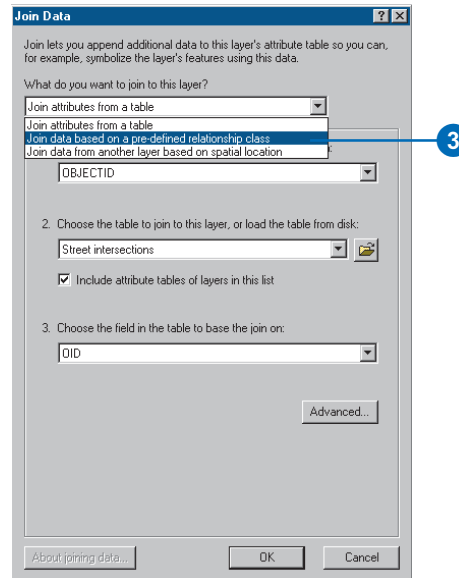 Join Data
Join lets you append additional data to this layer's attribute table so you can,
for example, symbolize the layer's features using this data.
What do you want to join to this layer?
Join attributes from a table
Join attributes from a table
Join data based on a pre-defined relationship class
Join data from another layer based on spatial location
3
OBJECTID
2. Choose the table to join to this layer, or load the table from disk:
Street intersections
Include attribute tables of layers in this list
3. Choose the field in the table to base the join on:
OID
Advanced...
About joining data...
OK
Cancel